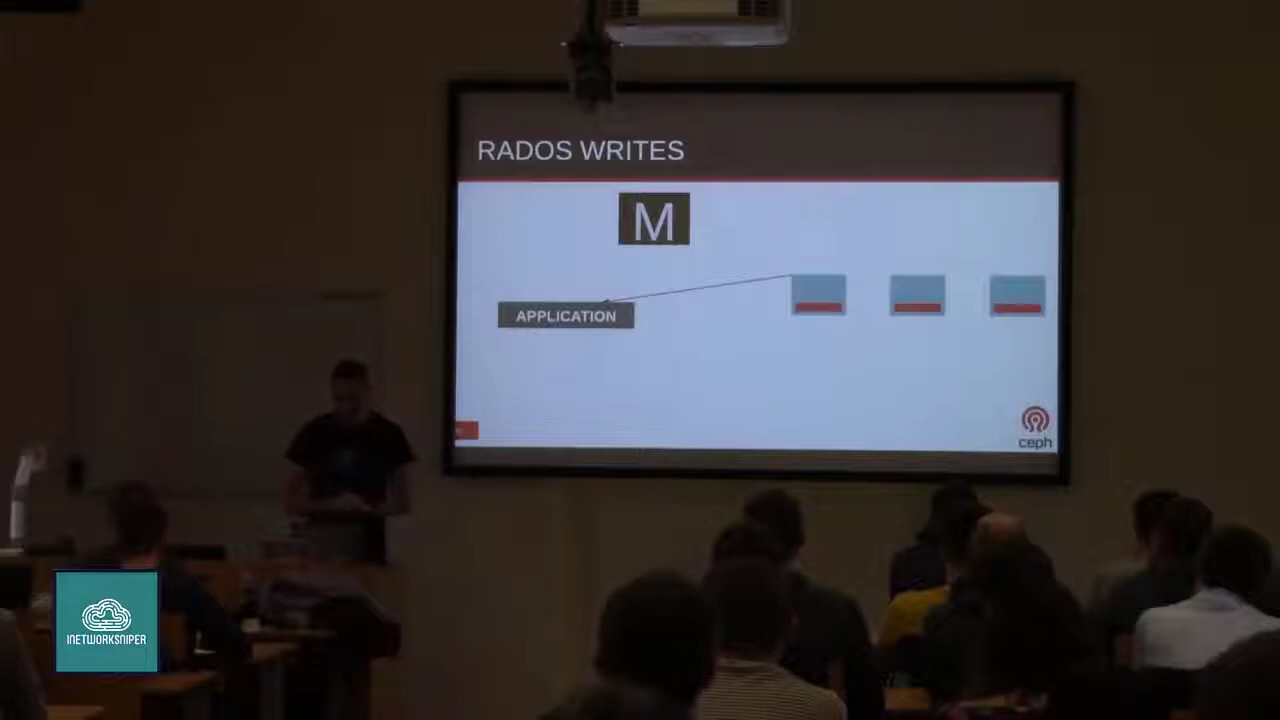 RADOS WRITES
M
APPLICATION
ceph
INETWORKSNIPER